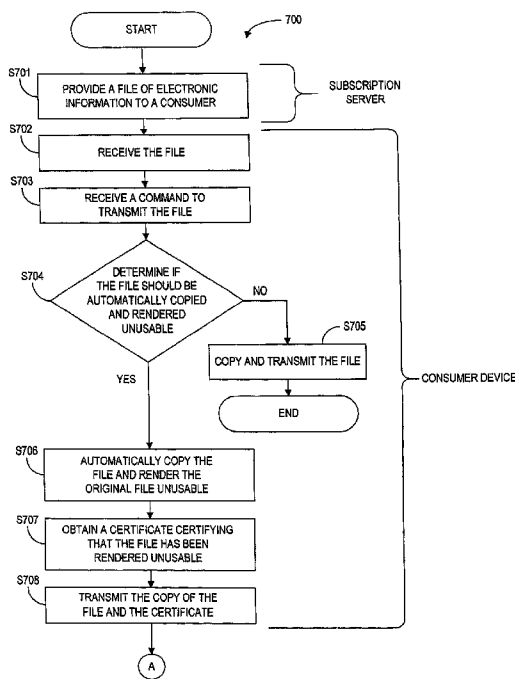 START
700
S701
PROVIDE A FILE OF ELECTRONIC
INFORMATION TO A CONSUMER
SUBSCRIPTION
SERVER
S702
RECEIVE THE FILE
S703
RECEIVE A COMMAND TO
TRANSMIT THE FILE
S704
DETERMINE IF
THE FILE SHOULD BE
AUTOMATICALLY COPIED
AND RENDERED
UNUSABLE
NO
S705
COPY AND TRANSMIT THE FILE
CONSUMER DEVICE
YES
END
S706
AUTOMATICALLY COPY THE
FILE AND RENDER THE
ORIGINAL FILE UNUSABLE
S707
OBTAIN A CERTIFICATE CERTIFYING
THAT THE FILE HAS BEEN
RENDERED UNUSABLE
S708
TRANSMIT THE COPY OF THE
FILE AND THE CERTIFICATE
A